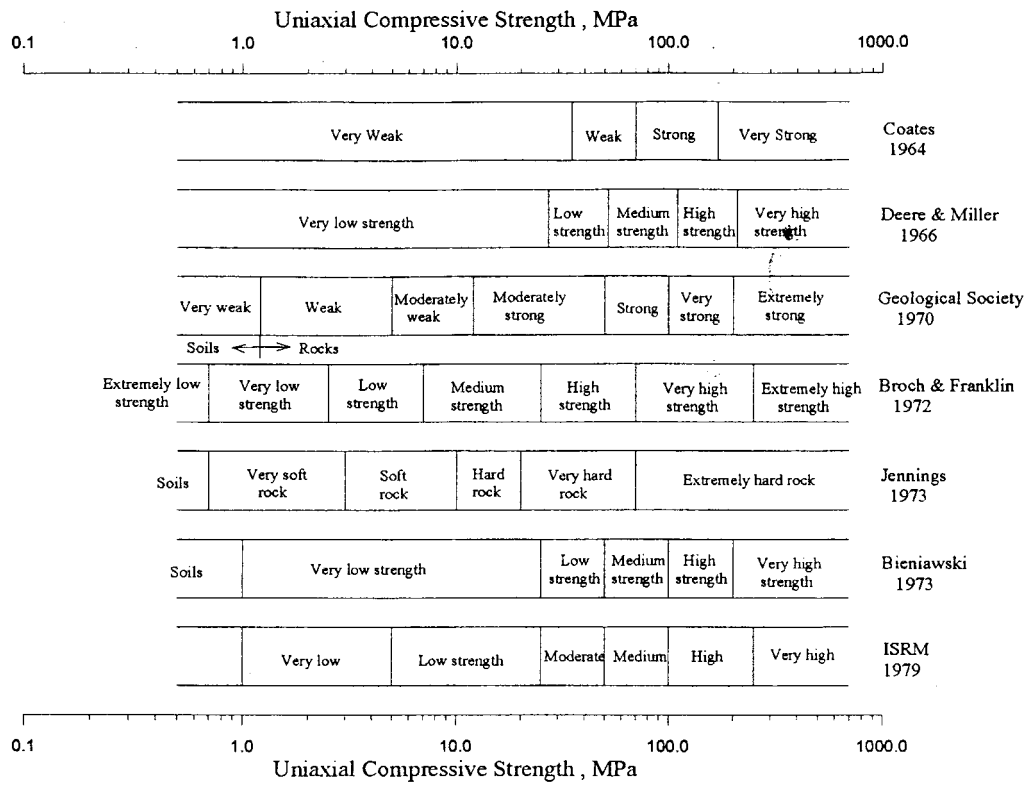 Uniaxial Compressive Strength , MPa
0.1 1.0 10.0 100.0 1000.0
Very Weak Weak Strong Very Strong Coates
1964
Very low strength Low strength Medium strength High strength Very high strength Deere & Miller
1966
Very weak Weak Moderately weak Moderately strong Strong Very strong Extremely strong Geological Society
1970
Soils Rocks
Extremely low strength Very low strength Low strength Medium strength High strength Very high strength Extremely high strength Broch & Franklin
1972
Soils Very soft rock Soft rock Hard rock Very hard rock Extremely hard rock Jennings
1973
Soils Very low strength Low strength Medium strength High strength Very high strength Bieniawski
1973
Very low Low strength Moderate Medium High Very high ISRM
1979
0.1 1.0 10.0 100.0 1000.0
Uniaxial Compressive Strength , MPa